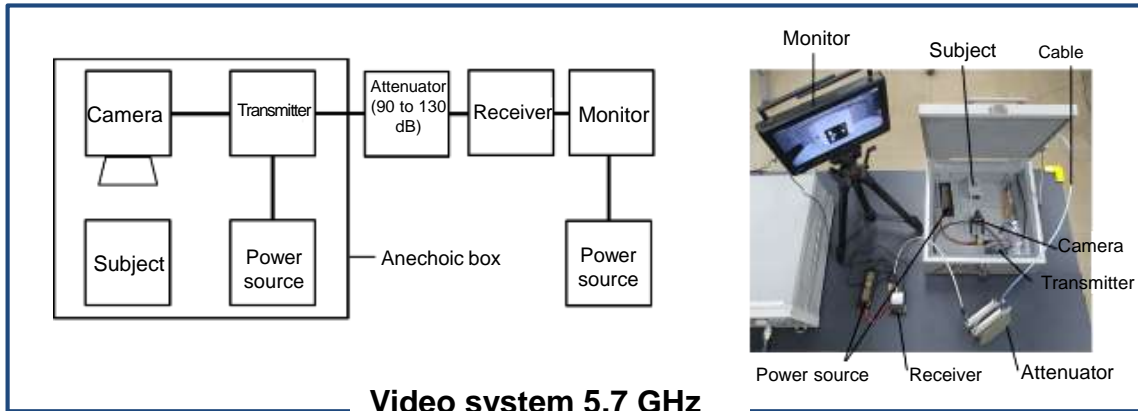 Camera
Transmitter
Attenuator
(90 to 130
dB)
Receiver
Monitor
Subject
Power
source
Anechoic box
Power
source
Monitor
Subject
Cable
Camera
Transmitter
Power source
Receiver
Attenuator
Video system 5.7 GHz